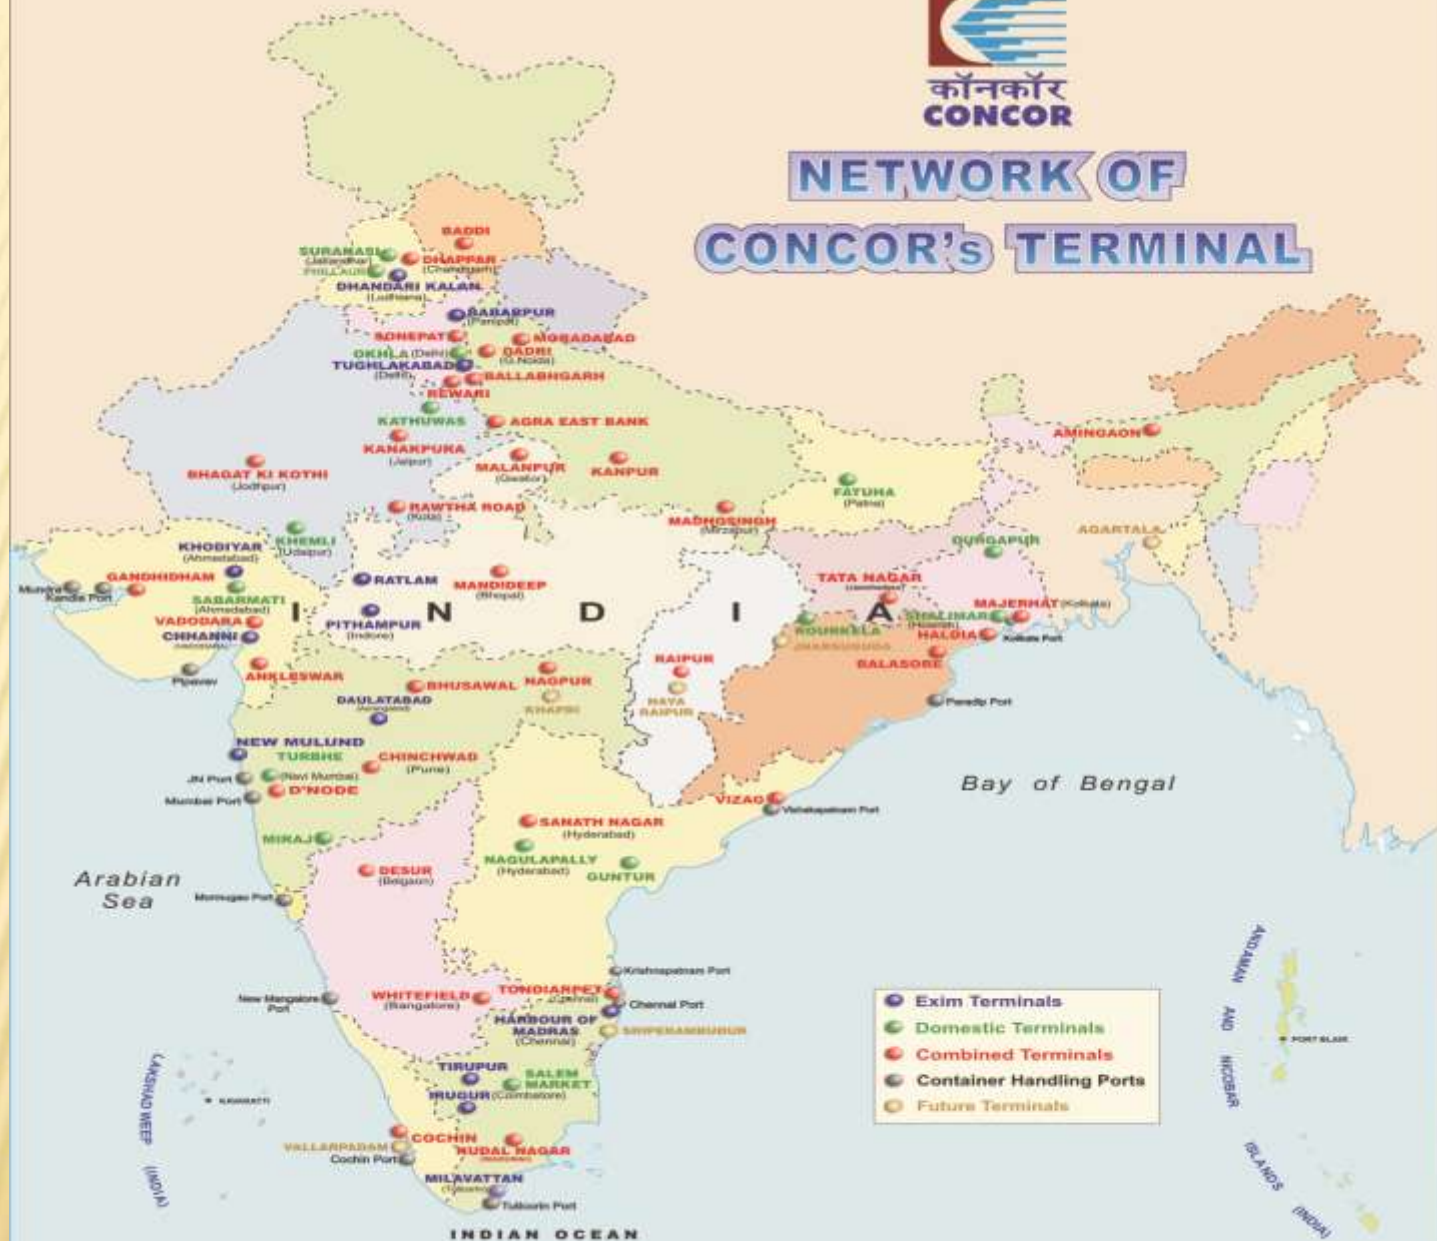 कॉनकॉर
CONCOR
NETWORK OF
CONCOR's TERMINAL
BADDI
SURANASI
(Jallandhar)
DHAPPAR
(Chandigarh)
PHILLAUR
DHANDARI KALAN
(Ludhiana)
BABARPUR
(Panipat)
SONEPAT
MORADABAD
OKHLA (Delhi)
DADRI
(G.Noida)
TUGHLAKABAD
(Delhi)
BALLABHGARH
REWARI
KATHUWAS
AGRA EAST BANK
KANAKPURA
(Jaipur)
MALANPUR
(Gwalior)
KANPUR
BHAGAT KI KOTHI
(Jodhpur)
AMINGAON
FATUHA
(Patna)
RAWTHA ROAD
(Kota)
MADHOSINGH
(Mirzapur)
AGARTALA
DURGAPUR
KHEMLI
(Udaipur)
KHODIYAR
(Ahmedabad)
GANDHIDHAM
Mundra
Kandla Port
SABARMATI
(Ahmedabad)
RATLAM
MANDIDEEP
(Bhopal)
TATA NAGAR
MAJERHAT (Kolkata)
INDIA
VADODARA
CHHANNI
PITHAMPUR
(Indore)
SHALIMAR
(Howrah)
ROURKELA
JHARSUGUDA
HALDIA
Kolkata Port
BALASORE
Pipavav
ANKLESWAR
BHUSAWAL
NAGPUR
KHAPRI
RAIPUR
NAYA
RAIPUR
Paradip Port
DAULATABAD
NEW MULUND
TURBHE
(Navi Mumbai)
CHINCHWAD
(Pune)
JN Port
D'NODE
Mumbai Port
Bay of Bengal
VIZAG
Vishakapatnam Port
SANATH NAGAR
(Hyderabad)
MIRAJ
NAGULAPALLY
(Hyderabad)
GUNTUR
DESUR
(Belgaun)
Arabian
Sea
Mormugao Port
Krishnapatnam Port
New Mangalore
Port
WHITEFIELD
(Bangalore)
TONDIARPET
(Chennai)
Chennai Port
HARBOUR OF
MADRAS
(Chennai)
SRIPERAMBUDUR
TIRUPUR
SALEM
MARKET
IRUGUR (Coimbatore)
COCHIN
VALLARPADAM
Cochin Port
HUDAL NAGAR
MILAVATTAN
Tuticorin Port
INDIAN OCEAN
LAKSHADWEEP (INDIA)
KAVARATTI
ANDAMAN AND NICOBAR ISLANDS (INDIA)
PORT BLAIR
Exim Terminals
Domestic Terminals
Combined Terminals
Container Handling Ports
Future Terminals